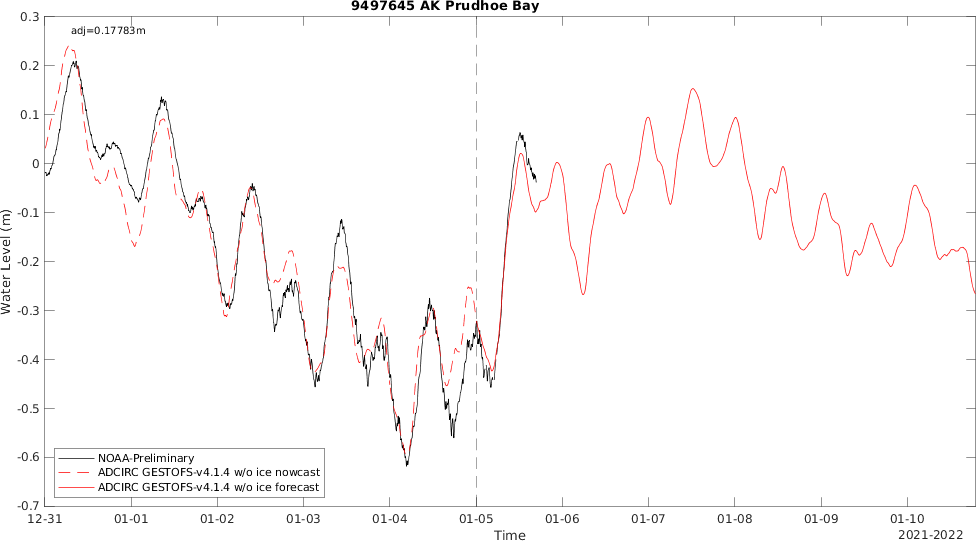 9497645 AK Prudhoe Bay
adj=0.17783m
0.3
0.2
0.1
0
-0.1
-0.2
-0.3
-0.4
-0.5
-0.6
-0.7
Water Level (m)
NOAA-Preliminary
ADCIRC GESTOFS-v4.1.4 w/o ice nowcast
ADCIRC GESTOFS-v4.1.4 w/o ice forecast
12-31 01-01 01-02 01-03 01-04 01-05 01-06 01-07 01-08 01-09 01-10
Time
2021-2022